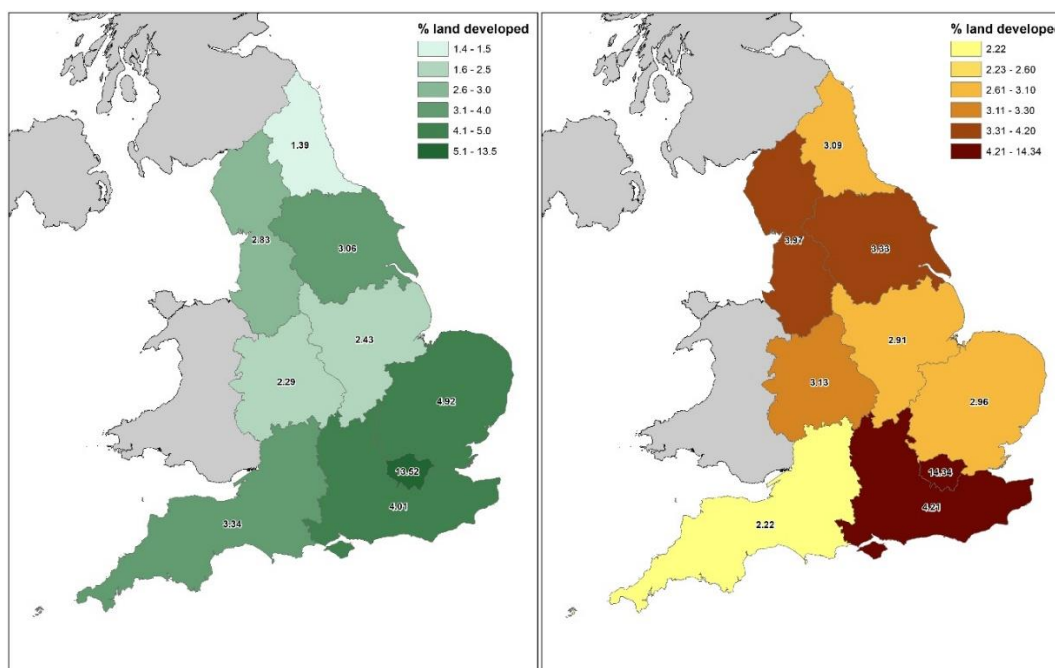 % land developed
1.4 - 1.5
1.6 - 2.5
2.6 - 3.0
3.1 - 4.0
4.1 - 5.0
5.1 - 13.5
1.39
2.83
3.06
2.43
2.29
4.92
13.52
4.01
3.34
% land developed
2.22
2.23 - 2.60
2.61 - 3.10
3.11 - 3.30
3.31 - 4.20
4.21 - 14.34
3.09
3.97
3.33
2.91
3.13
2.96
14.34
4.21
2.22